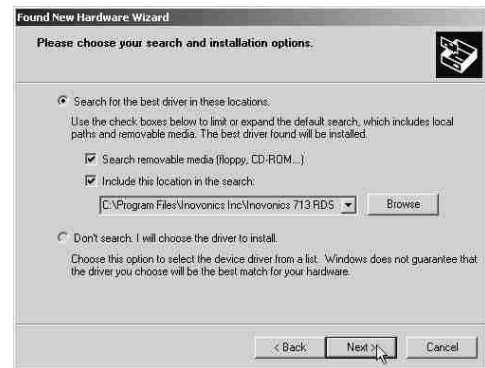 Found New Hardware Wizard
Please choose your search and installation options.
Search for the best driver in these locations.
Use the check boxes below to limit or expand the default search, which includes local
paths and removable media. The best driver found will be installed.
Search removable media (floppy, CD-ROM...)
Include this location in the search:
C:\Program Files\Inovonics Inc\Inovonics 713 RDS
Browse
Don't search. I will choose the driver to install.
Choose this option to select the device driver from a list. Windows does not guarantee that
the driver you choose will be the best match for your hardware.
< Back Next > Cancel